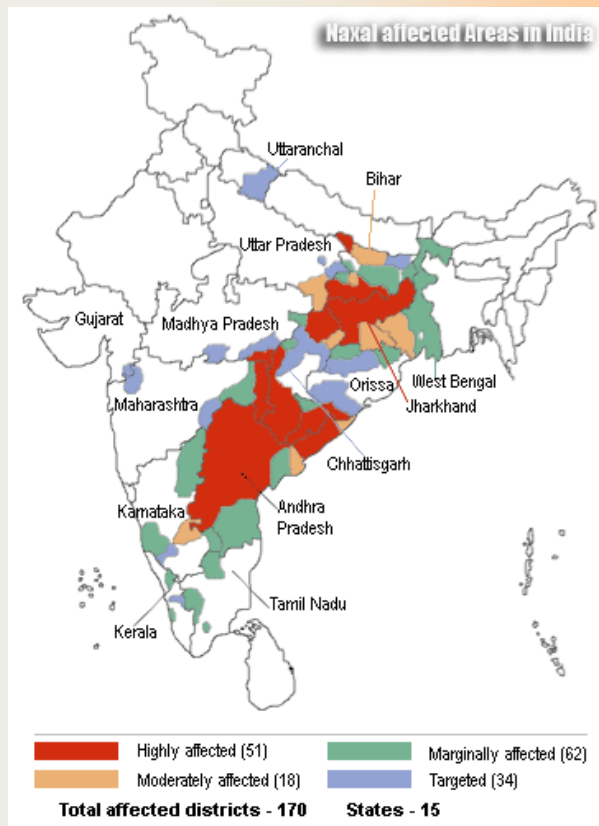 Naxal affected Areas in India
Uttaranchal
Bihar
Uttar Pradesh
Gujarat
Madhya Pradesh
West Bengal
Orissa
Jharkhand
Maharashtra
Chhattisgarh
Karnataka
Andhra
Pradesh
Tamil Nadu
Kerala
Highly affected (51)
Marginally affected (62)
Moderately affected (18)
Targeted (34)
Total affected districts - 170 States - 15